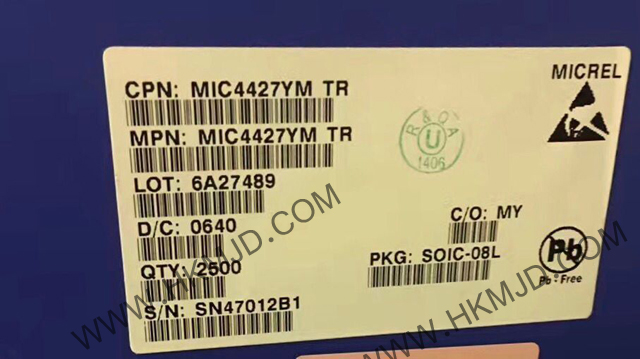 MICREL
CPN: MIC4427YM TR
MPN: MIC4427YM TR
R & QA
U
1406
LOT: 6A27489
D/C: 0640
C/O: MY
QTY: 2500
PKG: SOIC-08L
Pb
Pb-Free
S/N: SN47012B1
WWW.HKMJD.COM
WWW.HKMJD.COM